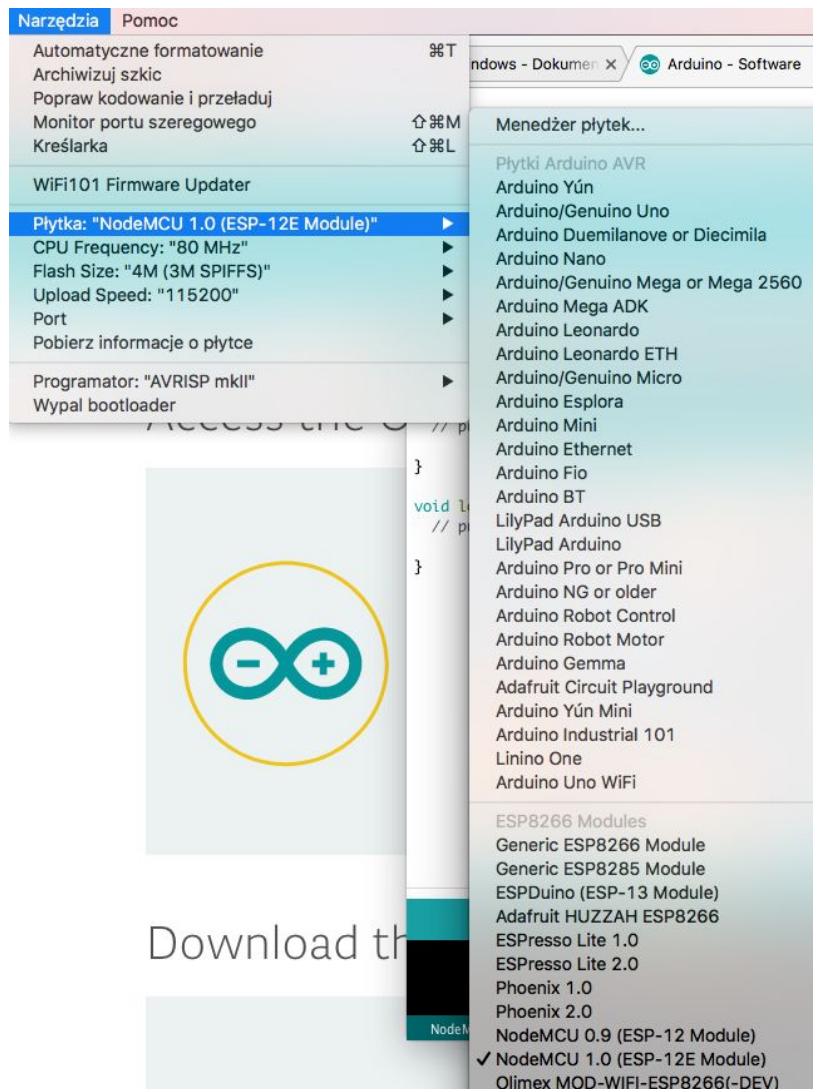 Narzędzia Pomoc
Automatyczne formatowanie ⌘T
Archiwizuj szkic
Popraw kodowanie i przeładuj
Monitor portu szeregowego ⇧⌘M
Kreślarka ⇧⌘L
WiFi101 Firmware Updater
Płytka: "NodeMCU 1.0 (ESP-12E Module)"
CPU Frequency: "80 MHz"
Flash Size: "4M (3M SPIFFS)"
Upload Speed: "115200"
Port
Pobierz informacje o płytce
Programator: "AVRISP mkII"
Wypal bootloader
ndows - Dokumen Arduino - Software
Menedżer płytek...
Płytki Arduino AVR
Arduino Yún
Arduino/Genuino Uno
Arduino Duemilanove or Diecimila
Arduino Nano
Arduino/Genuino Mega or Mega 2560
Arduino Mega ADK
Arduino Leonardo
Arduino Leonardo ETH
Arduino/Genuino Micro
Arduino Esplora
Arduino Mini
Arduino Ethernet
Arduino Fio
Arduino BT
LilyPad Arduino USB
LilyPad Arduino
Arduino Pro or Pro Mini
Arduino NG or older
Arduino Robot Control
Arduino Robot Motor
Arduino Gemma
Adafruit Circuit Playground
Arduino Yún Mini
Arduino Industrial 101
Linino One
Arduino Uno WiFi
ESP8266 Modules
Generic ESP8266 Module
Generic ESP8285 Module
ESPDuino (ESP-13 Module)
Adafruit HUZZAH ESP8266
ESPresso Lite 1.0
ESPresso Lite 2.0
Phoenix 1.0
Phoenix 2.0
NodeMCU 0.9 (ESP-12 Module)
✓ NodeMCU 1.0 (ESP-12E Module)
Olimex MOD-WIFI-ESP8266(-DEV)
Access the
// p
}
void l
// p
}
Download th
NodeM